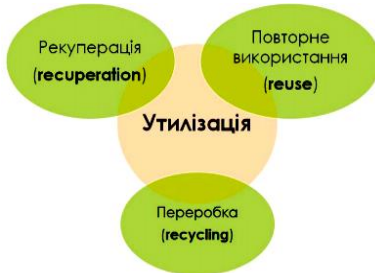 Рекуперація
(recuperation)
Повторне
використання
(reuse)
Утилізація
Переробка
(recycling)